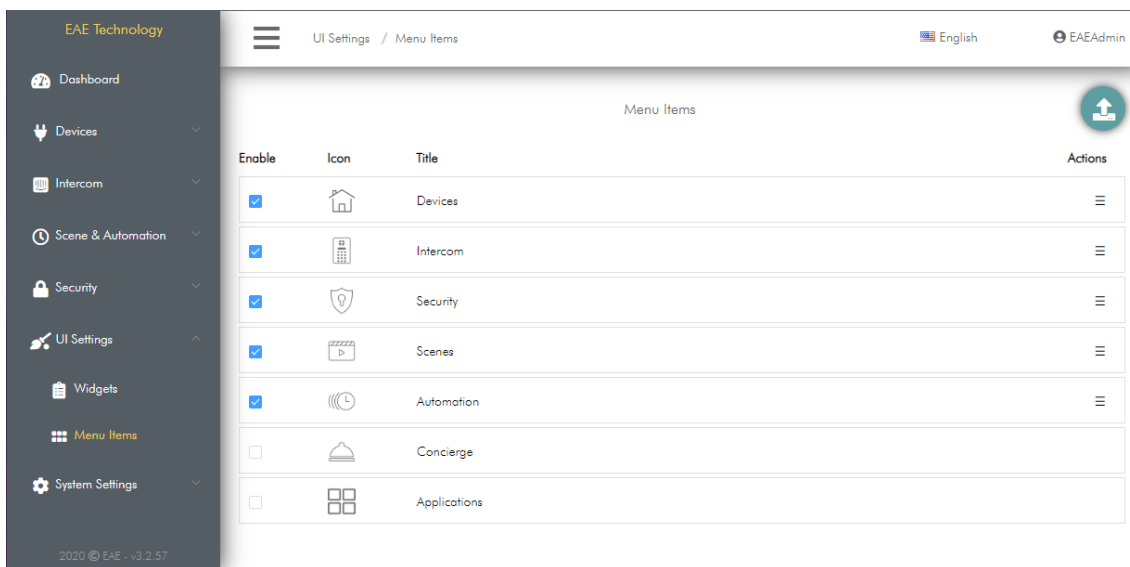 EAE Technology
UI Settings / Menu Items
English
EAEAdmin
Dashboard
Devices
Intercom
Scene & Automation
Security
UI Settings
Widgets
Menu Items
System Settings
2020 © EAE - v3.2.57
Menu Items
Enable Icon Title Actions
Devices
Intercom
Security
Scenes
Automation
Concierge
Applications